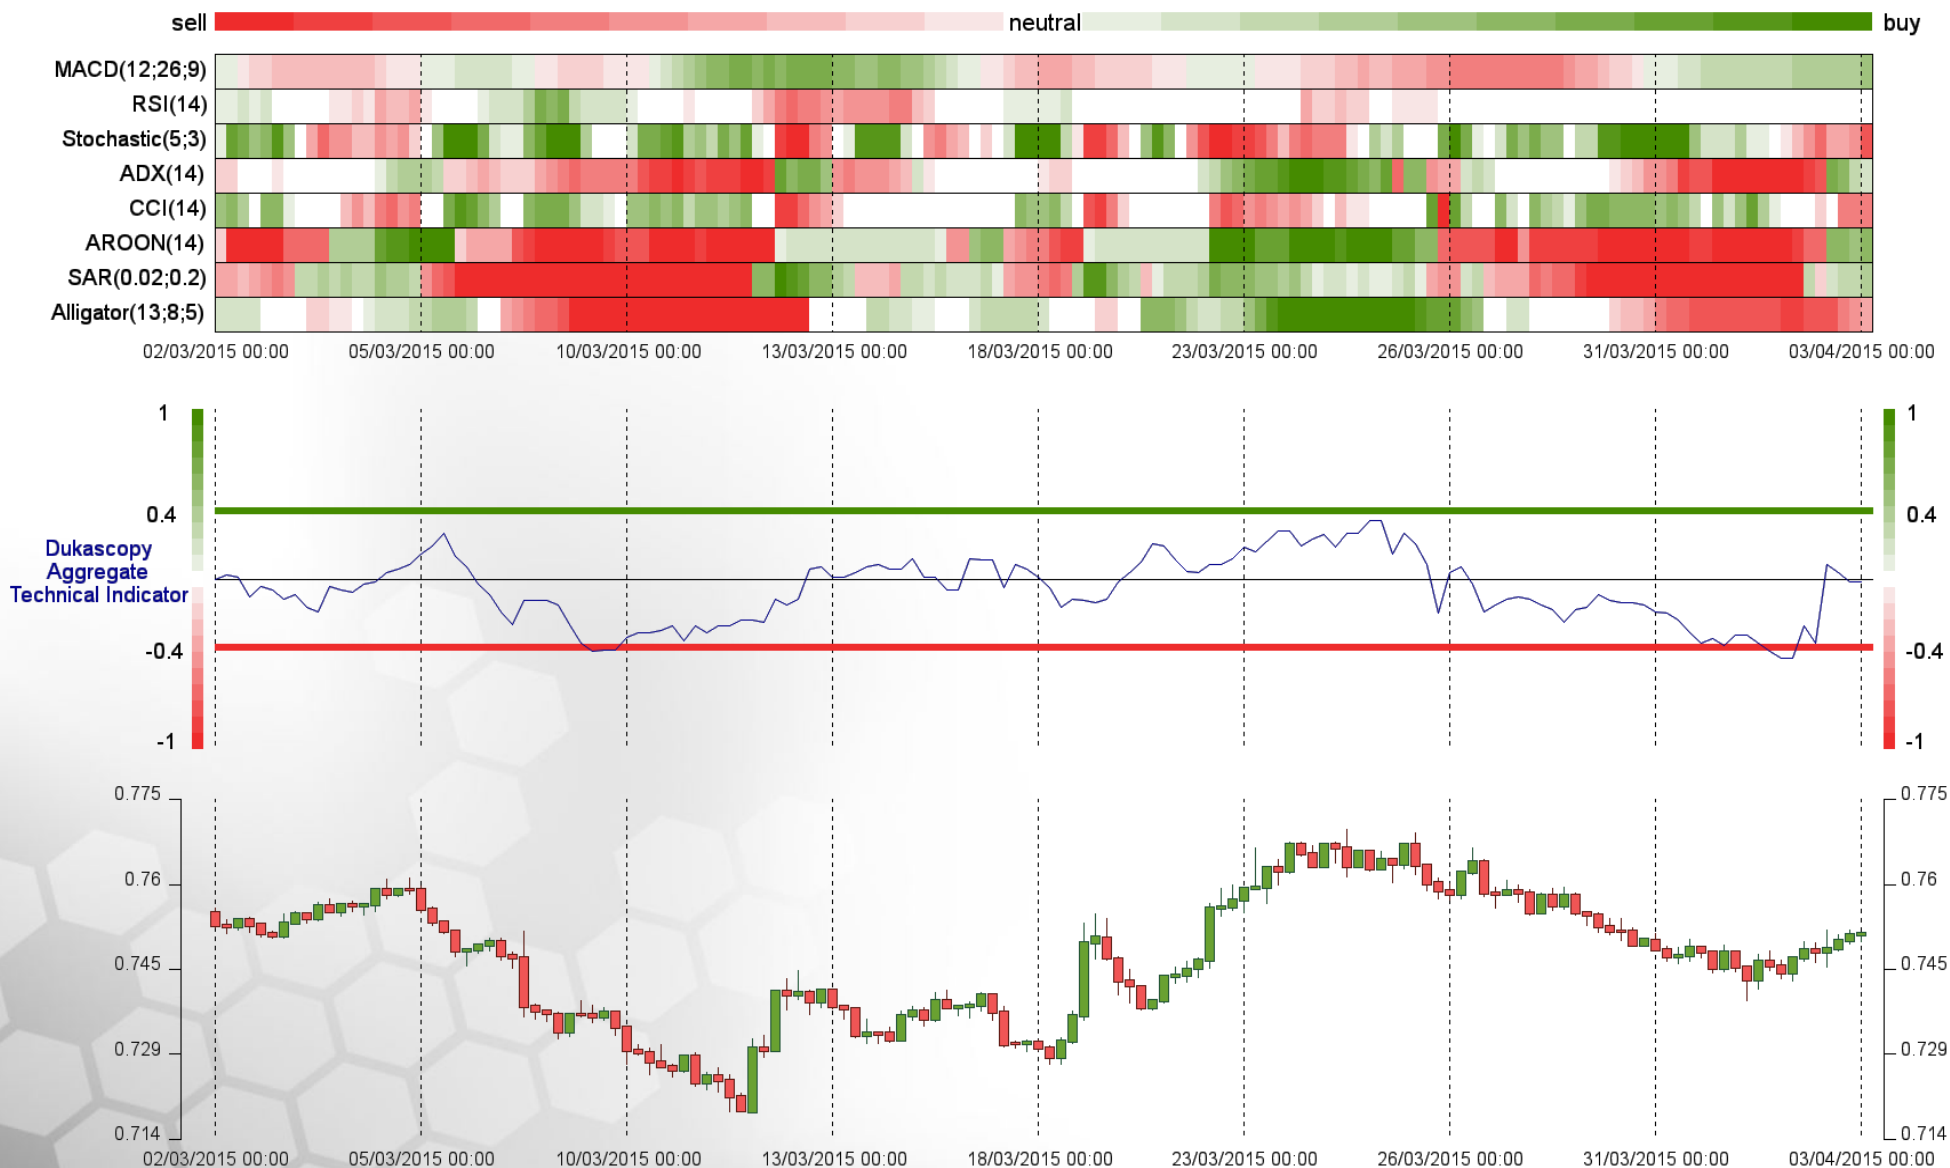 sell neutral buy
MACD(12;26;9)
RSI(14)
Stochastic(5;3)
ADX(14)
CCI(14)
AROON(14)
SAR(0.02;0.2)
Alligator(13;8;5)
02/03/2015 00:00 05/03/2015 00:00 10/03/2015 00:00 13/03/2015 00:00 18/03/2015 00:00 23/03/2015 00:00 26/03/2015 00:00 31/03/2015 00:00 03/04/2015 00:00
1 1
0.4 0.4
Dukascopy
Aggregate
Technical Indicator
-0.4 -0.4
-1 -1
0.775 0.775
0.76 0.76
0.745 0.745
0.729 0.729
0.714 0.714
02/03/2015 00:00 05/03/2015 00:00 10/03/2015 00:00 13/03/2015 00:00 18/03/2015 00:00 23/03/2015 00:00 26/03/2015 00:00 31/03/2015 00:00 03/04/2015 00:00